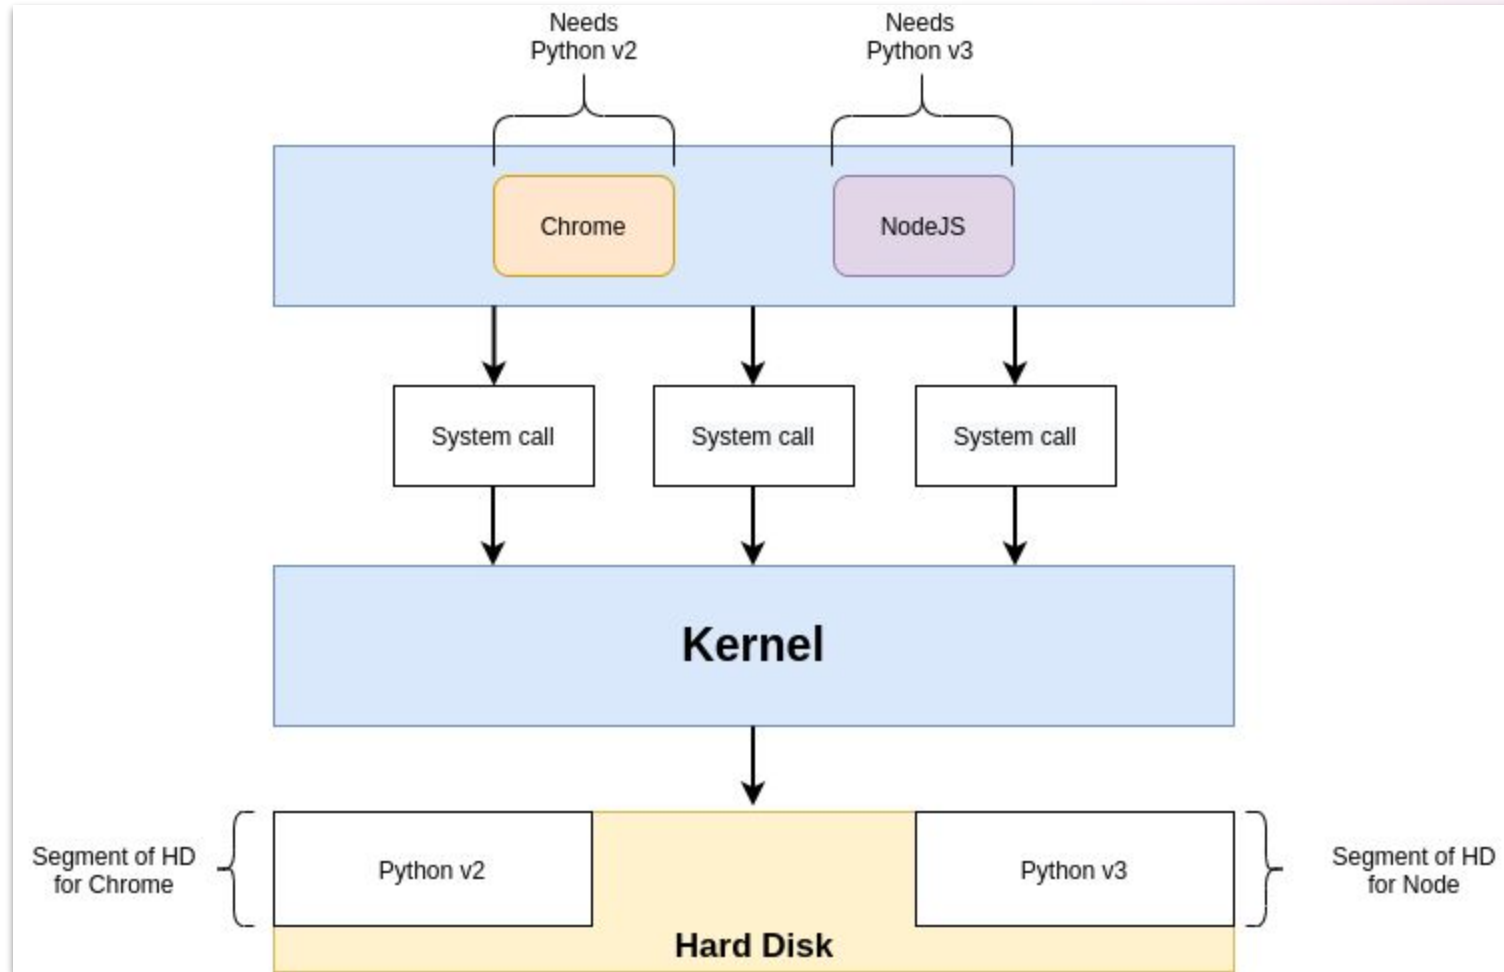 Needs
Python v2
Needs
Python v3
Chrome
NodeJS
System call
System call
System call
Kernel
Segment of HD
for Chrome
Python v2
Python v3
Segment of HD
for Node
Hard Disk